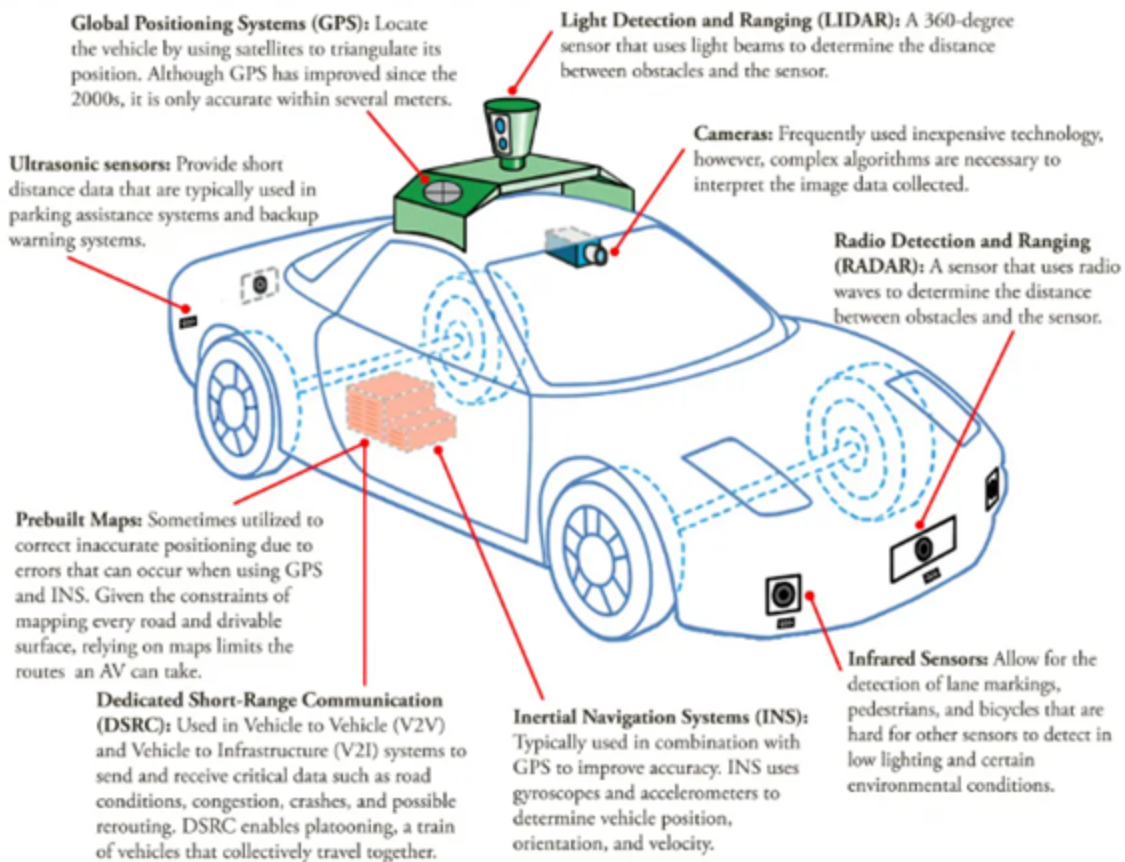 Global Positioning Systems (GPS): Locate
the vehicle by using satellites to triangulate its
position. Although GPS has improved since the
2000s, it is only accurate within several meters.
Light Detection and Ranging (LIDAR): A 360-degree
sensor that uses light beams to determine the distance
between obstacles and the sensor.
Cameras: Frequently used inexpensive technology,
however, complex algorithms are necessary to
interpret the image data collected.
Ultrasonic sensors: Provide short
distance data that are typically used in
parking assistance systems and backup
warning systems.
Radio Detection and Ranging
(RADAR): A sensor that uses radio
waves to determine the distance
between obstacles and the sensor.
Prebuilt Maps: Sometimes utilized to
correct inaccurate positioning due to
errors that can occur when using GPS
and INS. Given the constraints of
mapping every road and drivable
surface, relying on maps limits the
routes an AV can take.
Dedicated Short-Range Communication
(DSRC): Used in Vehicle to Vehicle (V2V)
and Vehicle to Infrastructure (V2I) systems to
send and receive critical data such as road
conditions, congestion, crashes, and possible
rerouting. DSRC enables platooning, a train
of vehicles that collectively travel together.
Inertial Navigation Systems (INS):
Typically used in combination with
GPS to improve accuracy. INS uses
gyroscopes and accelerometers to
determine vehicle position,
orientation, and velocity.
Infrared Sensors: Allow for the
detection of lane markings,
pedestrians, and bicycles that are
hard for other sensors to detect in
low lighting and certain
environmental conditions.